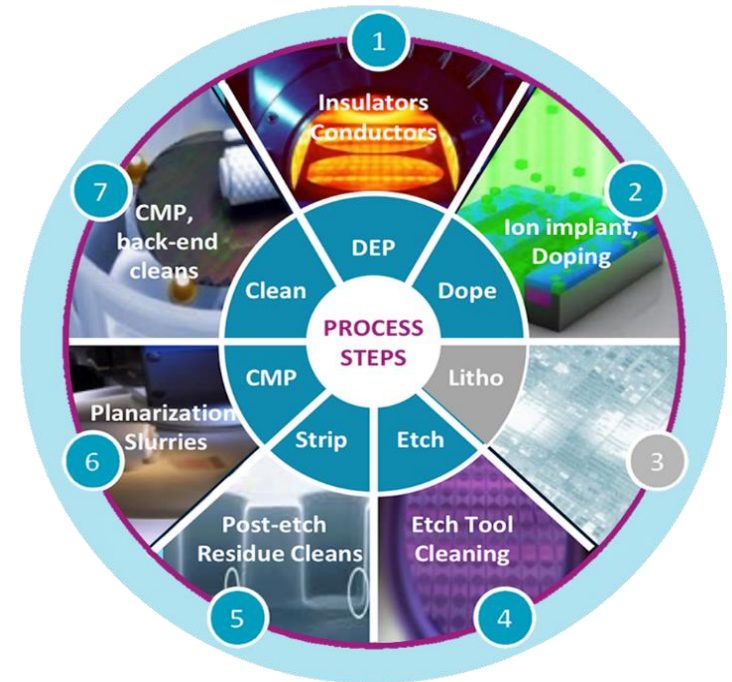 1
Insulators
Conductors
2
Ion implant,
Doping
3
4
Etch Tool
Cleaning
5
Post-etch
Residue Cleans
6
Planarization
Slurries
7
CMP,
back-end
cleans
DEP
Dope
Litho
Etch
Strip
CMP
Clean
PROCESS
STEPS